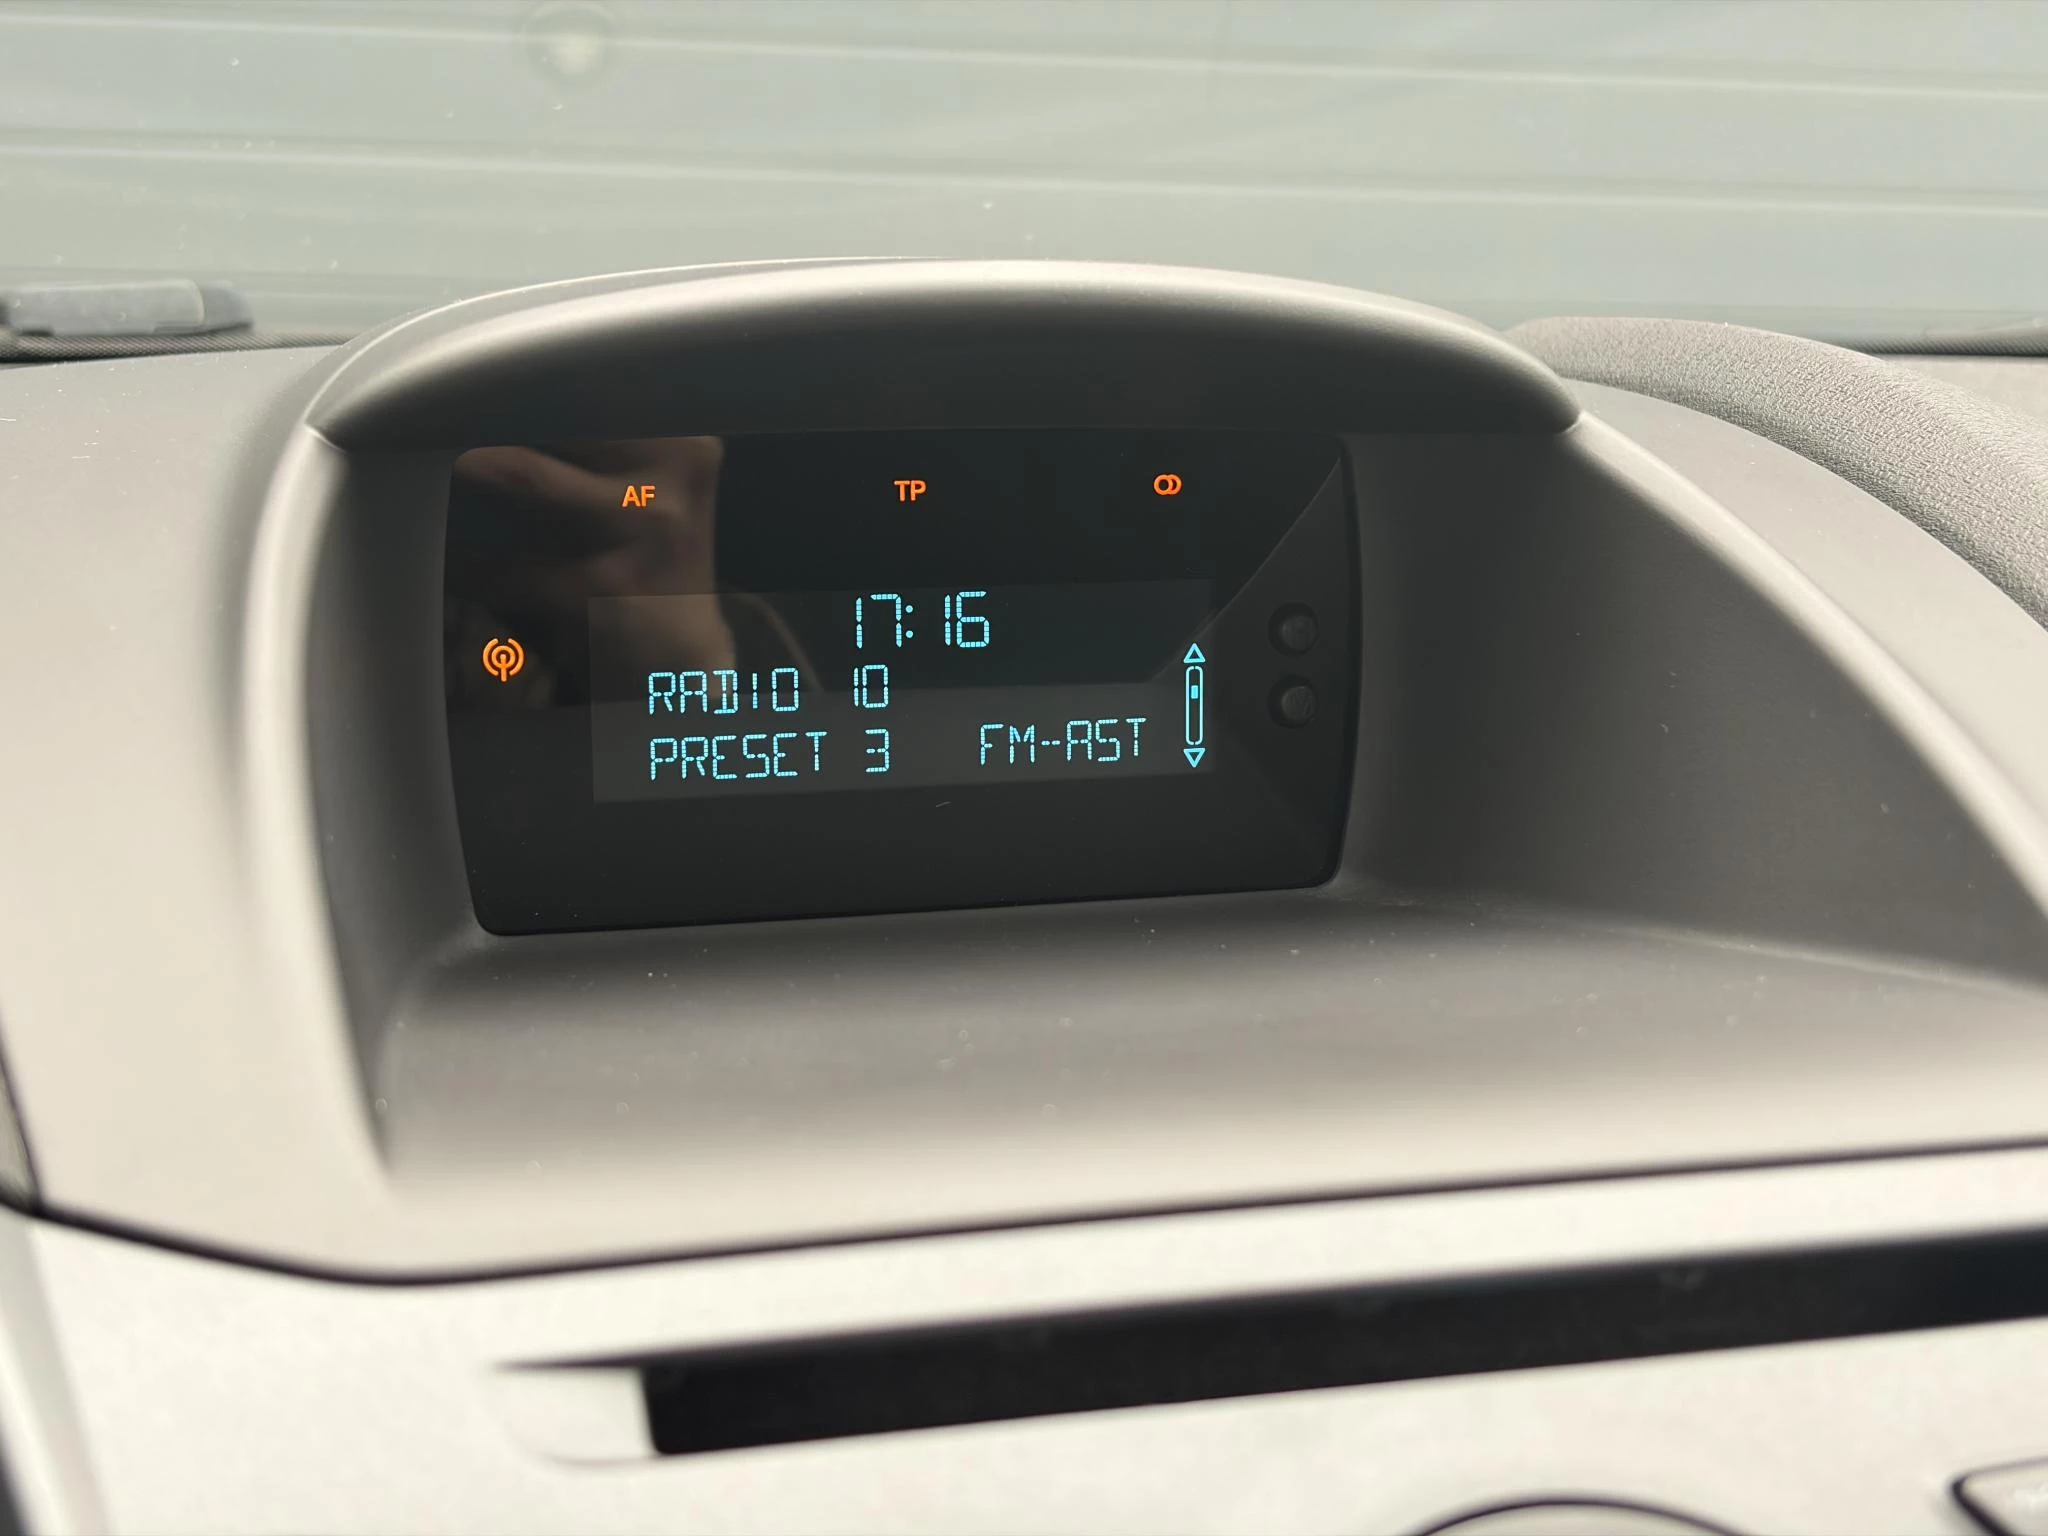 AF TP
17:16
RADIO 10
PRESET 3 FM-AST